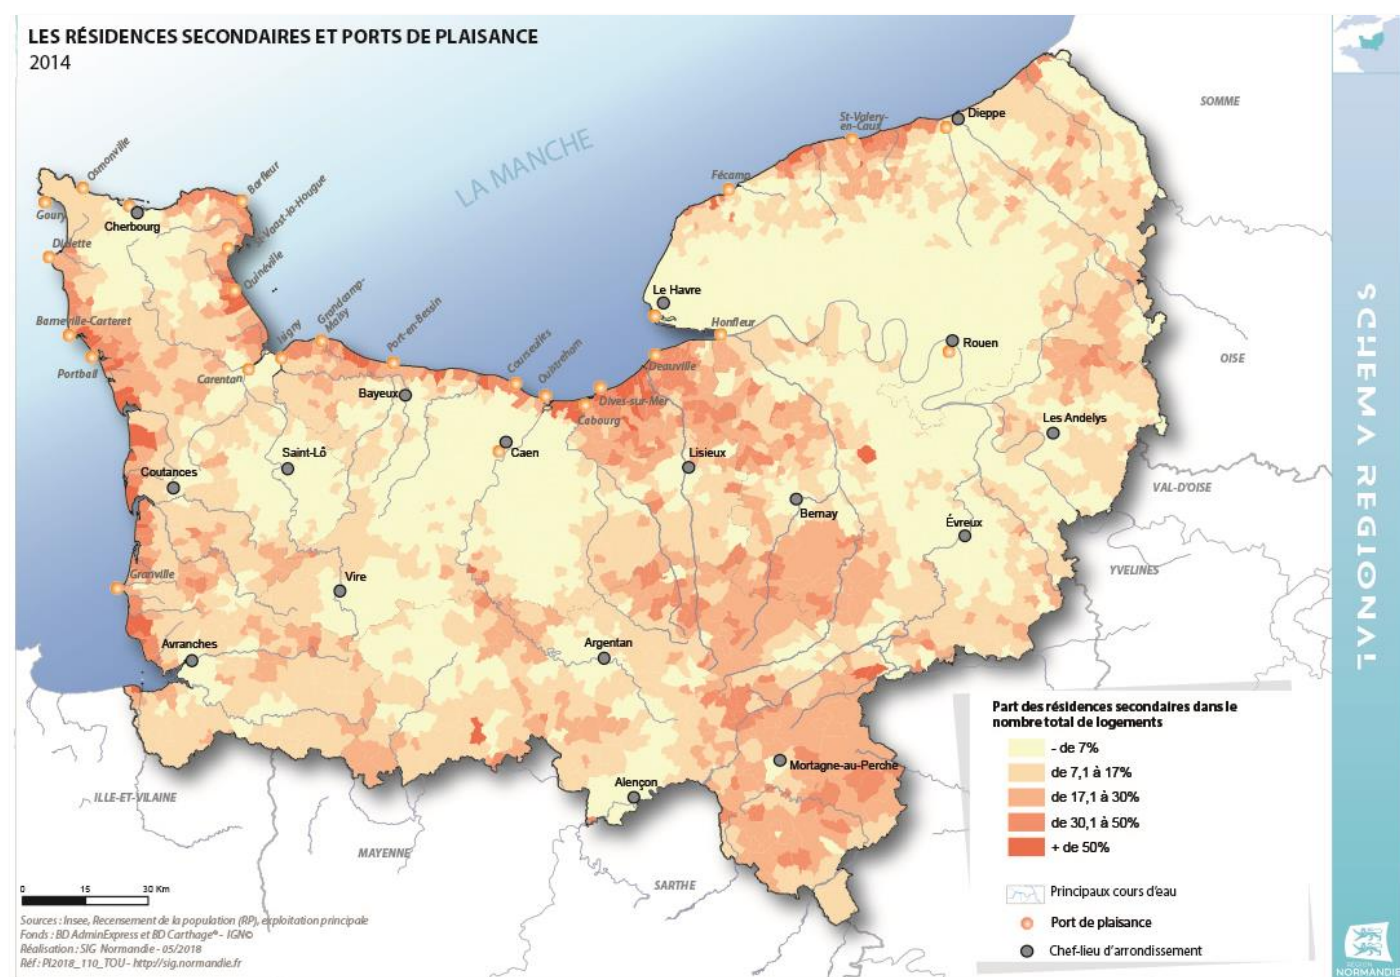 LES RÉSIDENCES SECONDAIRES ET PORTS DE PLAISANCE
2014
LA MANCHE
SOMME
OISE
VAL-D'OISE
YVELINES
ILLE-ET-VILAINE
MAYENNE
SARTHE
Dieppe
St-Valery-
en-Caux
Fécamp
Osmonville
Barfleur
Goury
Cherbourg
St-Vaast-la-Hougue
Dielette
Quinéville
Le Havre
Honfleur
Barneville-Carteret
Isigny
Grandcamp-
Maisy
Port-en-Bessin
Courseulles
Ouistreham
Deauville
Rouen
Portbail
Carentan
Bayeux
Dives-sur-Mer
Cabourg
Les Andelys
Saint-Lô
Caen
Lisieux
Coutances
Bernay
Évreux
Granville
Vire
Avranches
Argentan
Mortagne-au-Perche
Alençon
Part des résidences secondaires dans le
nombre total de logements
- de 7%
de 7,1 à 17%
de 17,1 à 30%
de 30,1 à 50%
+ de 50%
Principaux cours d'eau
Port de plaisance
Chef-lieu d'arrondissement
0 15 30 Km
Sources : Insee, Recensement de la population (RP), exploitation principale
Fonds : BD AdminExpress et BD Carthage® - IGN©
Réalisation : SIG Normandie - 05/2018
Réf : PI2018_110_TOU - http://sig.normandie.fr
SCHEMA REGIONAL
RÉGION
NORMANDIE